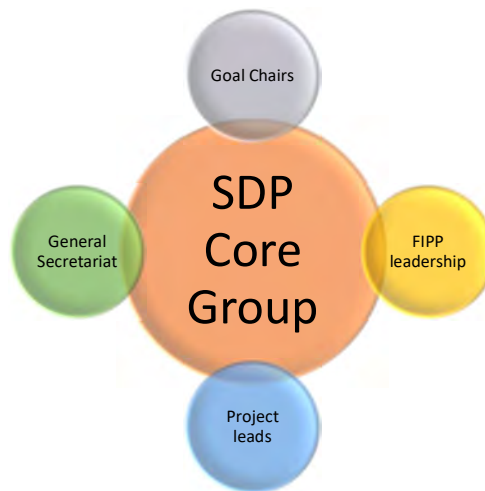 Goal Chairs
SDP
Core
Group
General
Secretariat
FIPP
leadership
Project
leads